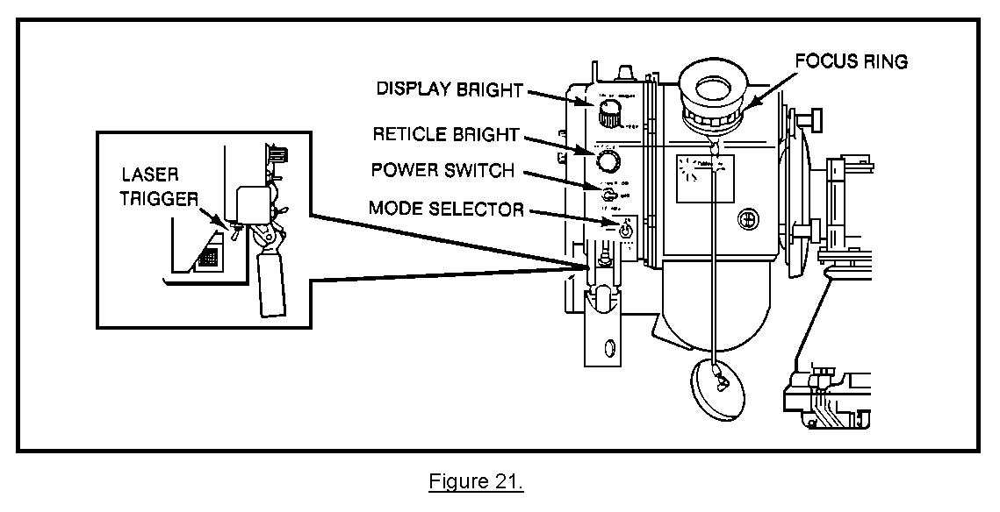 FOCUS RING
DISPLAY BRIGHT
RETICLE BRIGHT
POWER SWITCH
MODE SELECTOR
LASER
TRIGGER
Figure 21.